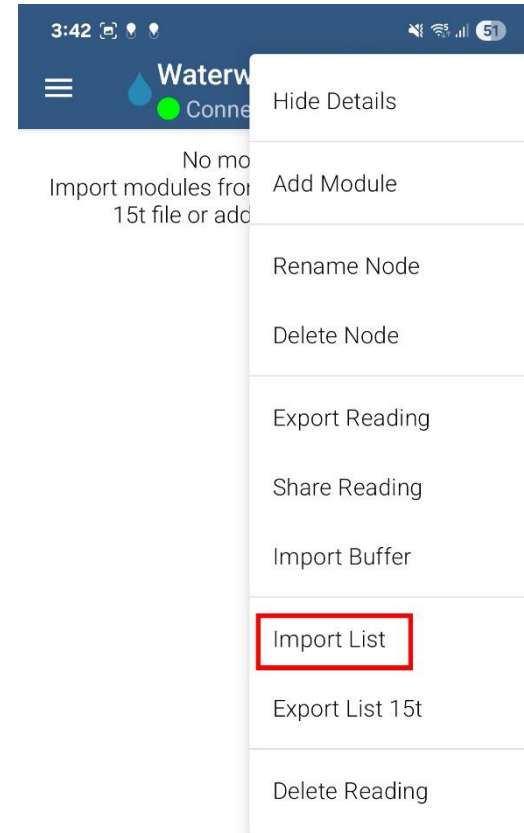 3:42
51
Waterw
Conne
Hide Details
No mo
Import modules fro
15t file or add
Add Module
Rename Node
Delete Node
Export Reading
Share Reading
Import Buffer
Import List
Export List 15t
Delete Reading